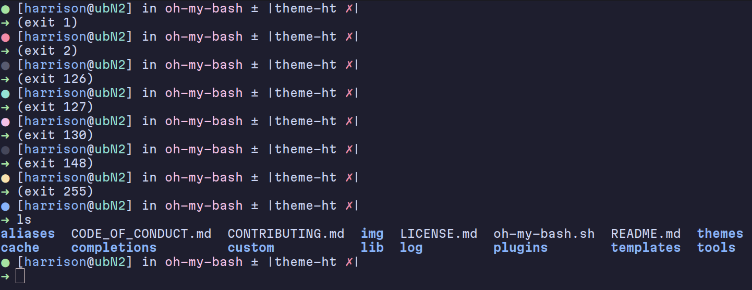 ● [harrison@ubN2] in oh-my-bash ± |theme-ht ✗|
→ (exit 1)
● [harrison@ubN2] in oh-my-bash ± |theme-ht ✗|
→ (exit 2)
● [harrison@ubN2] in oh-my-bash ± |theme-ht ✗|
→ (exit 126)
● [harrison@ubN2] in oh-my-bash ± |theme-ht ✗|
→ (exit 127)
● [harrison@ubN2] in oh-my-bash ± |theme-ht ✗|
→ (exit 130)
● [harrison@ubN2] in oh-my-bash ± |theme-ht ✗|
→ (exit 148)
● [harrison@ubN2] in oh-my-bash ± |theme-ht ✗|
→ (exit 255)
● [harrison@ubN2] in oh-my-bash ± |theme-ht ✗|
→ ls
aliases CODE_OF_CONDUCT.md CONTRIBUTING.md img LICENSE.md oh-my-bash.sh README.md themes
cache completions custom lib log plugins templates tools
● [harrison@ubN2] in oh-my-bash ± |theme-ht ✗|
→